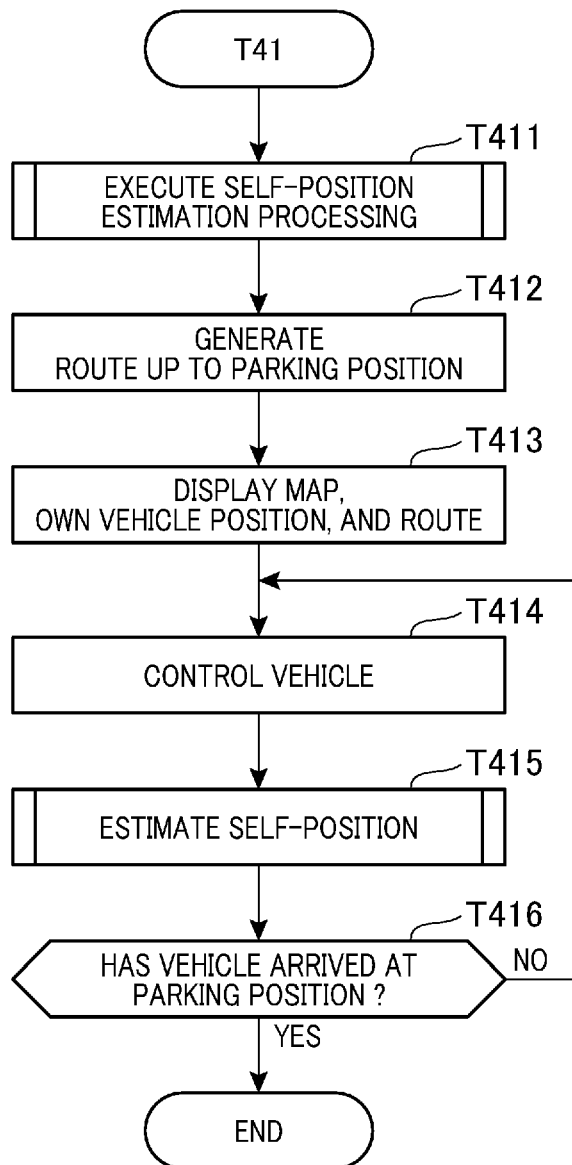 T41
T411
EXECUTE SELF-POSITION
ESTIMATION PROCESSING
T412
GENERATE
ROUTE UP TO PARKING POSITION
T413
DISPLAY MAP,
OWN VEHICLE POSITION, AND ROUTE
T414
CONTROL VEHICLE
T415
ESTIMATE SELF-POSITION
T416
HAS VEHICLE ARRIVED AT
PARKING POSITION ?
NO
YES
END